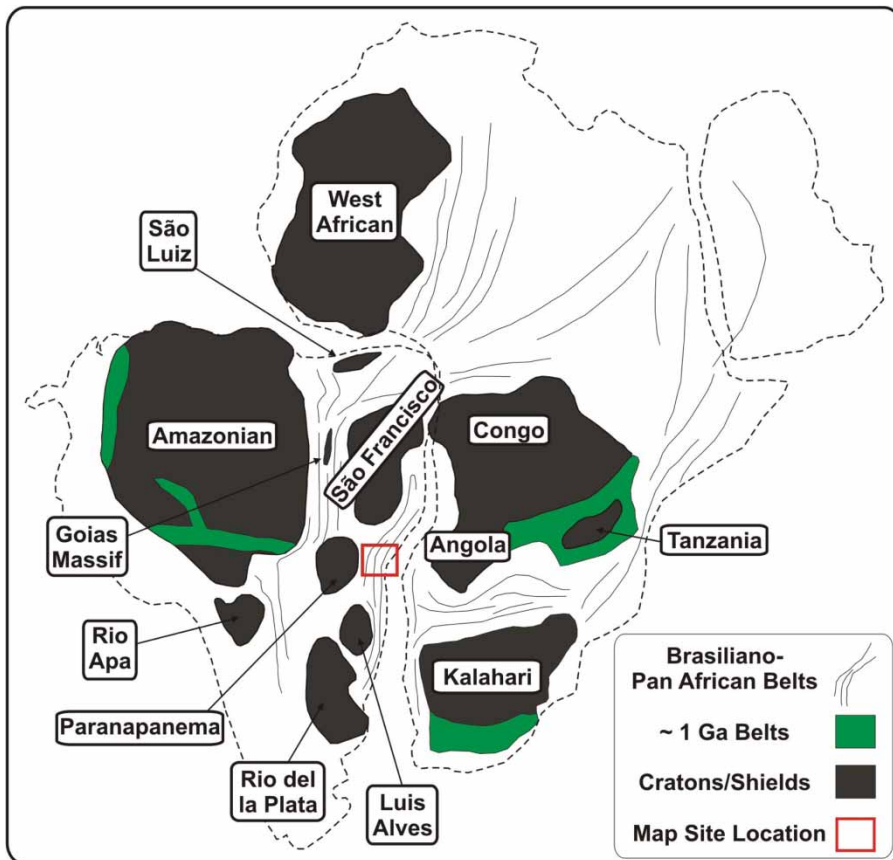 West
African
São
Luiz
Amazonian
São Francisco
Congo
Goias
Massif
Angola
Tanzania
Rio
Apa
Kalahari
Paranapanema
Rio del
la Plata
Luis
Alves
Brasiliano-
Pan African Belts
~ 1 Ga Belts
Cratons/Shields
Map Site Location